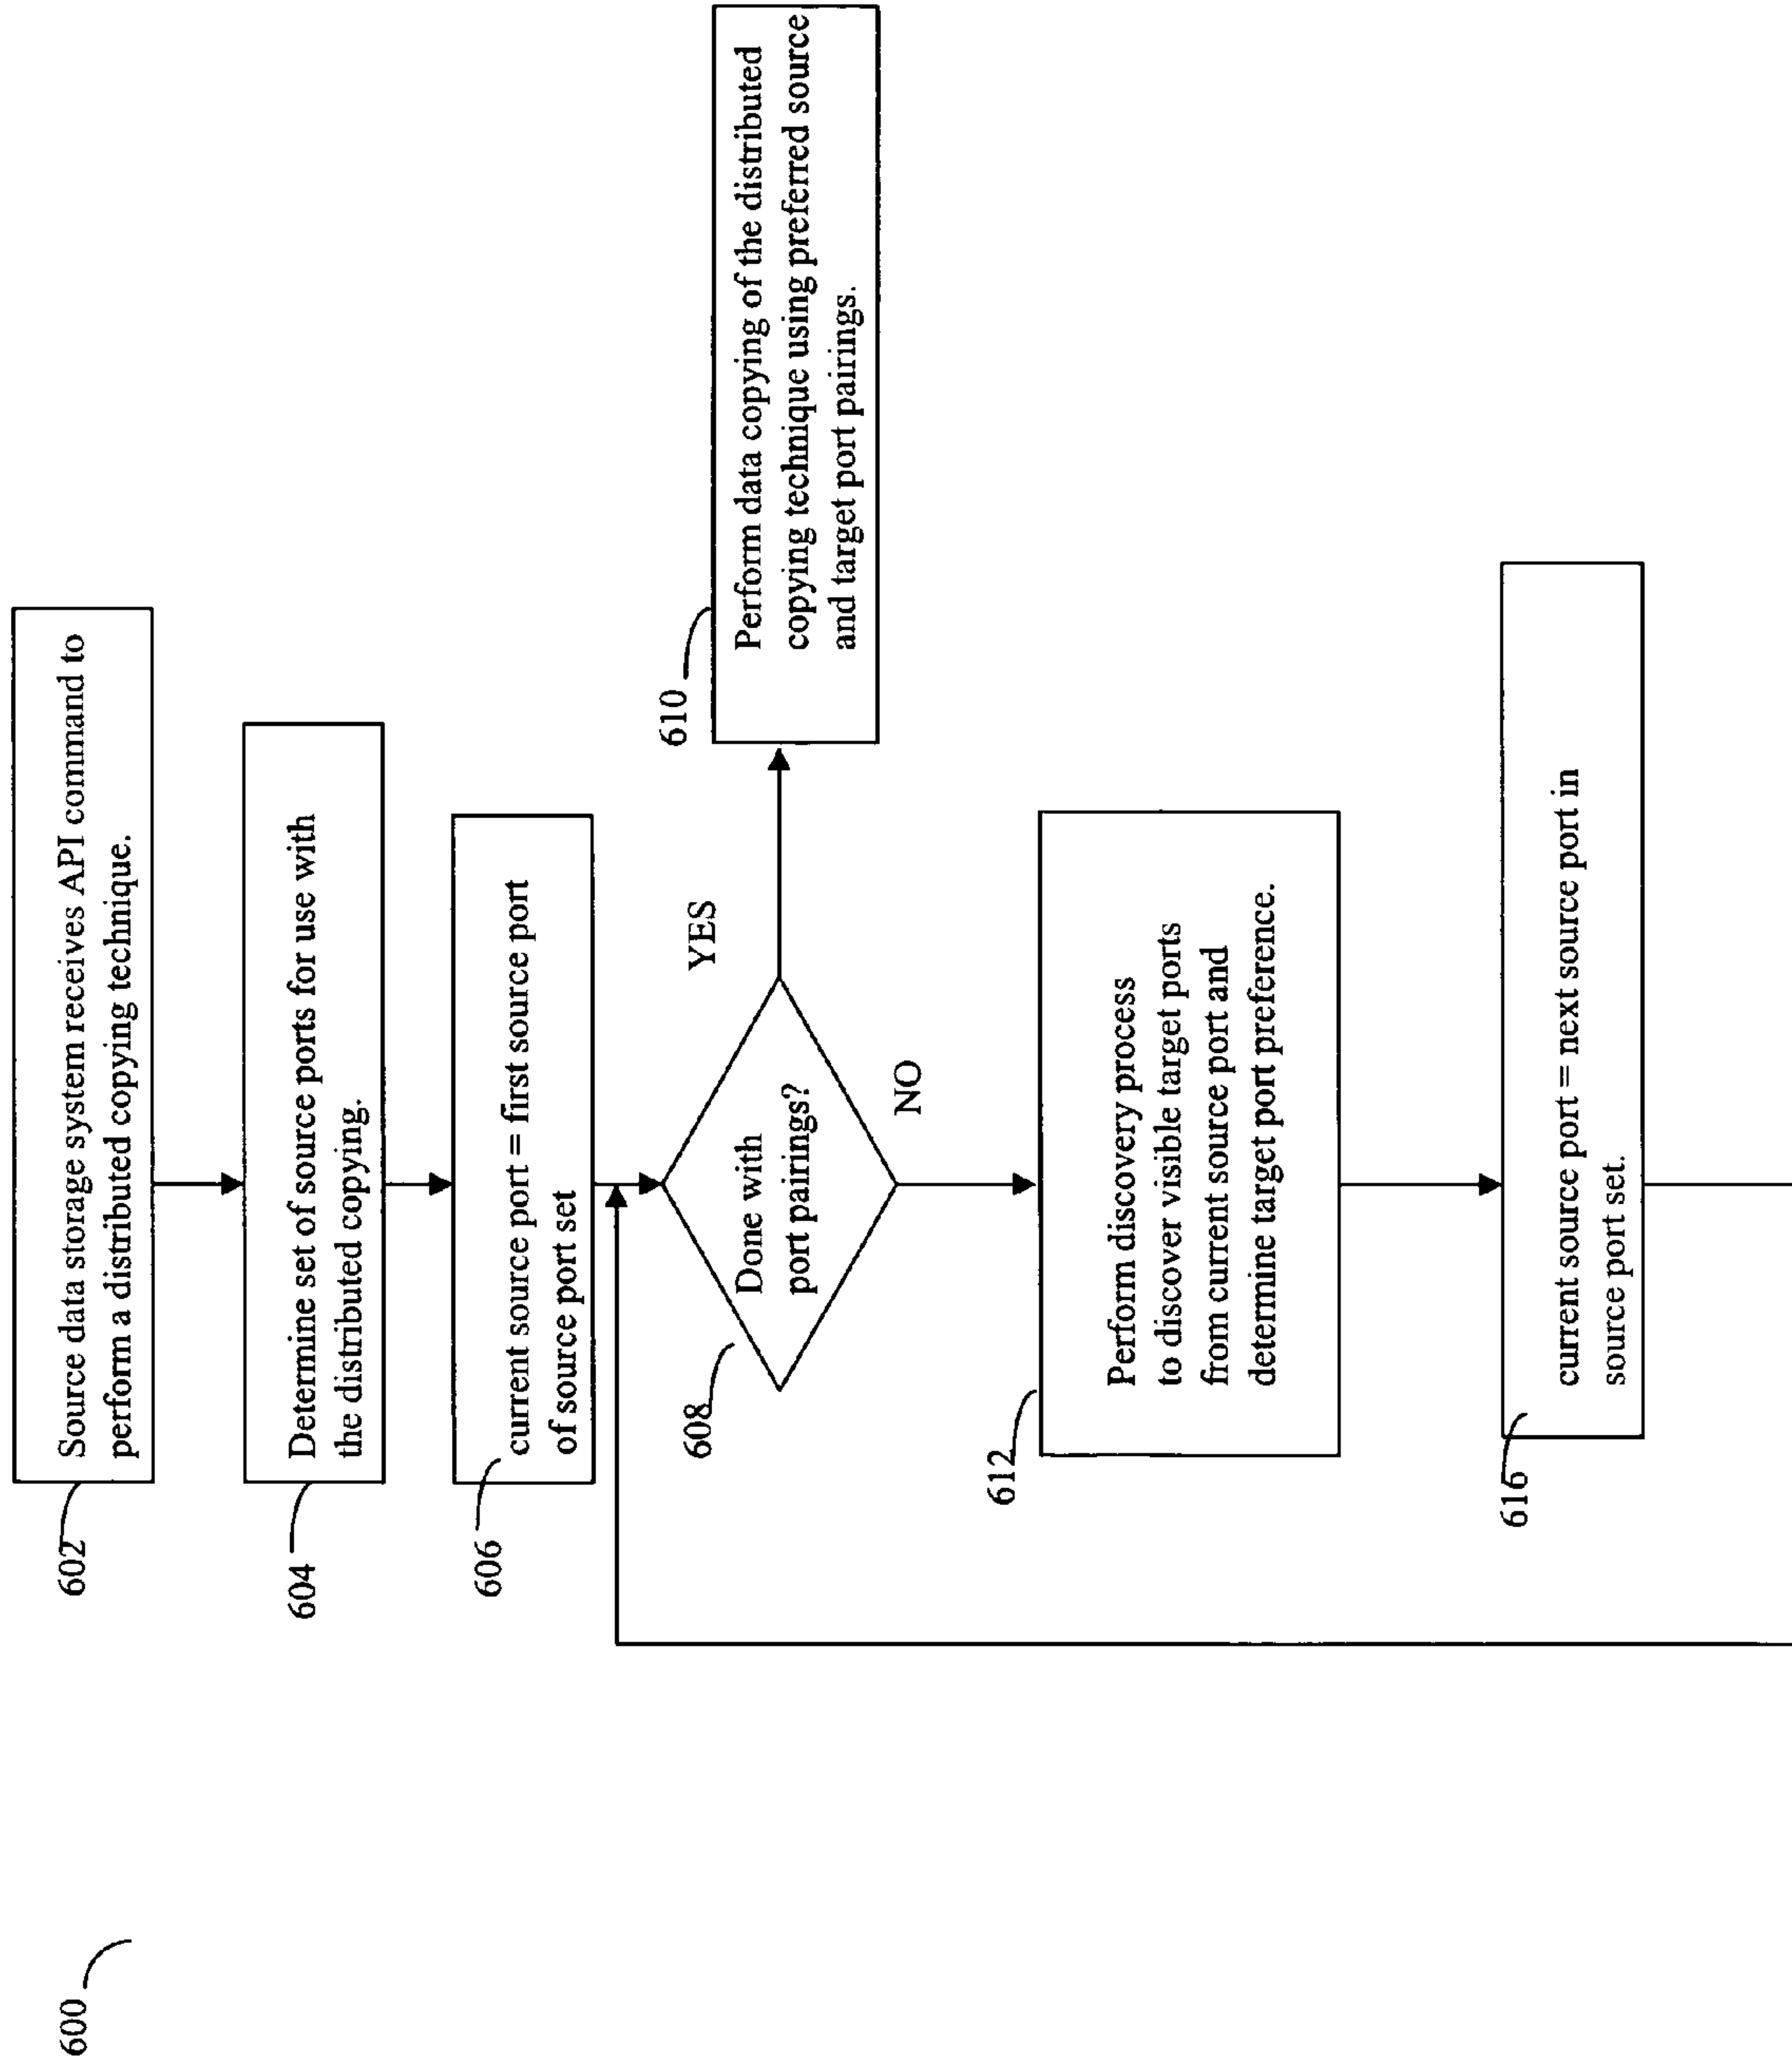 600
602
Source data storage system receives API command to
perform a distributed copying technique.
604
Determine set of source ports for use with
the distributed copying.
606
current source port = first source port
of source port set
608
Done with
port pairings?
YES
610
Perform data copying of the distributed
copying technique using preferred source
and target port pairings.
NO
612
Perform discovery process
to discover visible target ports
from current source port and
determine target port preference.
616
current source port = next source port in
source port set.